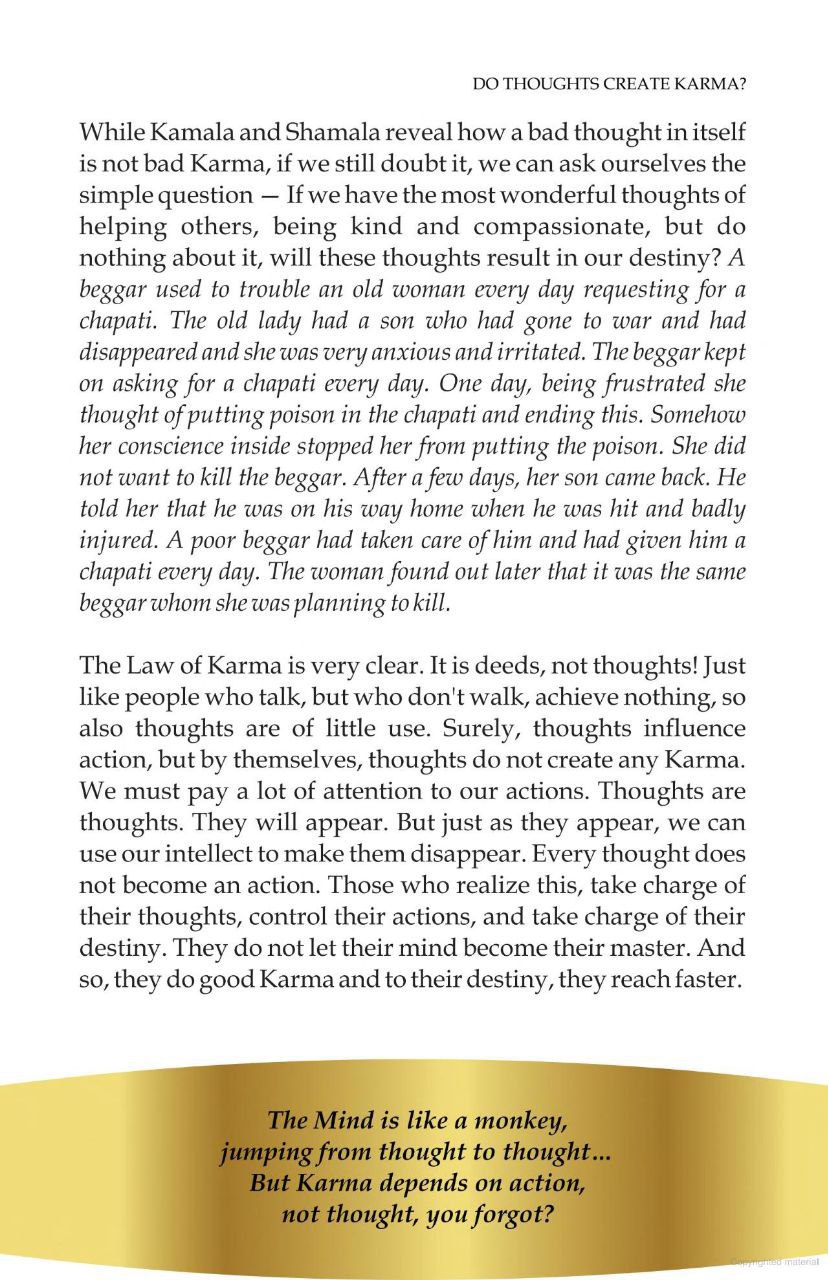 DO THOUGHTS CREATE KARMA?
While Kamala and Shamala reveal how a bad thought in itself
is not bad Karma, if we still doubt it, we can ask ourselves the
simple question — If we have the most wonderful thoughts of
helping others, being kind and compassionate, but do
nothing about it, will these thoughts result in our destiny? A
beggar used to trouble an old woman every day requesting for a
chapati. The old lady had a son who had gone to war and had
disappeared and she was very anxious and irritated. The beggar kept
on asking for a chapati every day. One day, being frustrated she
thought of putting poison in the chapati and ending this. Somehow
her conscience inside stopped her from putting the poison. She did
not want to kill the beggar. After a few days, her son came back. He
told her that he was on his way home when he was hit and badly
injured. A poor beggar had taken care of him and had given him a
chapati every day. The woman found out later that it was the same
beggar whom she was planning to kill.
The Law of Karma is very clear. It is deeds, not thoughts! Just
like people who talk, but who don't walk, achieve nothing, so
also thoughts are of little use. Surely, thoughts influence
action, but by themselves, thoughts do not create any Karma.
We must pay a lot of attention to our actions. Thoughts are
thoughts. They will appear. But just as they appear, we can
use our intellect to make them disappear. Every thought does
not become an action. Those who realize this, take charge of
their thoughts, control their actions, and take charge of their
destiny. They do not let their mind become their master. And
so, they do good Karma and to their destiny, they reach faster.
The Mind is like a monkey,
jumping from thought to thought...
But Karma depends on action,
not thought, you forgot?
Copyrighted material